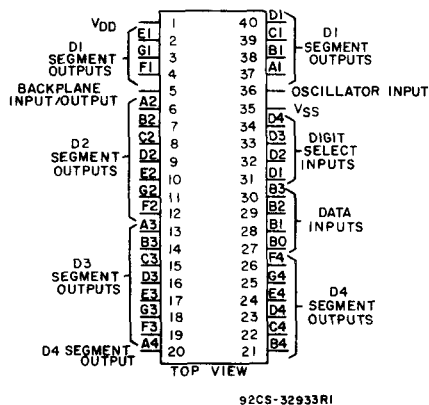 VDD 1 40 D1
E1 2 39 C1
G1 3 38 B1
F1 4 37 A1
D1 SEGMENT OUTPUTS
D1 SEGMENT OUTPUTS
BACKPLANE INPUT/OUTPUT 5 36 OSCILLATOR INPUT
A2 6 35 VSS
B2 7 34 D4
C2 8 33 D3
D2 9 32 D2
E2 10 31 D1
D2 SEGMENT OUTPUTS
DIGIT SELECT INPUTS
G2 11 30 B3
F2 12 29 B2
A3 13 28 B1
B3 14 27 B0
DATA INPUTS
C3 15 26 F4
D3 16 25 G4
E3 17 24 E4
G3 18 23 D4
F3 19 22 C4
A4 20 21 B4
D3 SEGMENT OUTPUTS
D4 SEGMENT OUTPUTS
D4 SEGMENT OUTPUT
TOP VIEW
92CS-32933R1